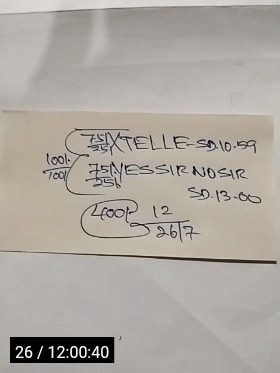 75/25/ XTELLE-SD.10.59
100/-
100/
75/25/ YESSIRNOSIR
SD.13.00
400/- 12
26/7
26 / 12:00:40